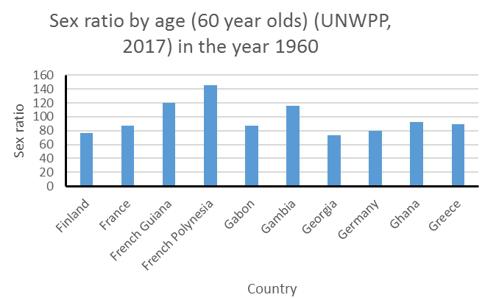 Sex ratio by age (60 year olds) (UNWPP,
2017) in the year 1960
160
140
120
100
80
60
40
20
0
Sex ratio
Finland
France
French Guiana
French Polynesia
Gabon
Gambia
Georgia
Germany
Ghana
Greece
Country